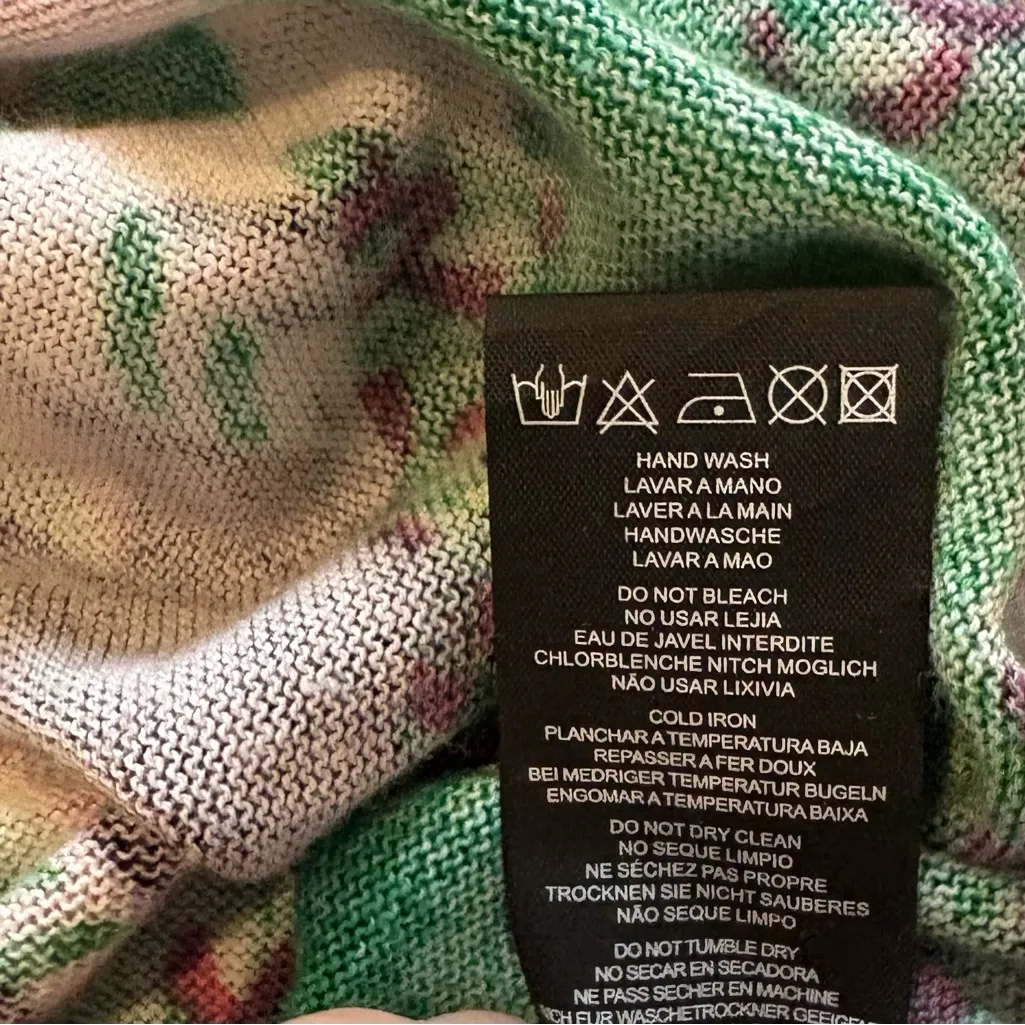 HAND WASH
LAVAR A MANO
LAVER A LA MAIN
HANDWASCHE
LAVAR A MAO
DO NOT BLEACH
NO USAR LEJIA
EAU DE JAVEL INTERDITE
CHLORBLENCHE NITCH MOGLICH
NÃO USAR LIXIVIA
COLD IRON
PLANCHAR A TEMPERATURA BAJA
REPASSER A FER DOUX
BEI MEDRIGER TEMPERATUR BUGELN
ENGOMAR A TEMPERATURA BAIXA
DO NOT DRY CLEAN
NO SEQUE LIMPIO
NE SÉCHEZ PAS PROPRE
TROCKNEN SIE NICHT SAUBERES
NÃO SEQUE LIMPO
DO NOT TUMBLE DRY
NO SECAR EN SECADORA
NE PASS SECHER EN MACHINE
FUR WASCHETROCKNER